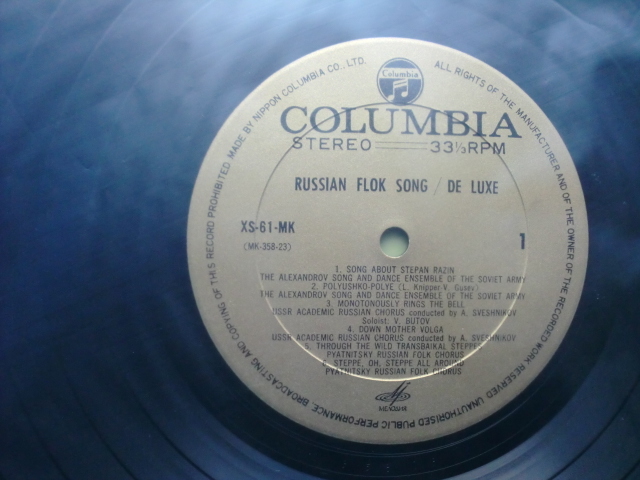 Columbia
COLUMBIA
STEREO 33⅓RPM
RUSSIAN FLOK SONG / DE LUXE
XS-61-MK
(MK-358-23)
1
1. SONG ABOUT STEPAN RAZIN
THE ALEXANDROV SONG AND DANCE ENSEMBLE OF THE SOVIET ARMY
2. POLYUSHKO-POLYE (L. Knipper V. Gusev)
THE ALEXANDROV SONG AND DANCE ENSEMBLE OF THE SOVIET ARMY
3. MONOTONOUSLY RINGS THE BELL
USSR ACADEMIC RUSSIAN CHORUS conducted by A. SVESHNIKOV
Soloist: V. BUTOV
4. DOWN MOTHER VOLGA
USSR ACADEMIC RUSSIAN CHORUS conducted by A. SVESHNIKOV
5. THROUGH THE WILD TRANSBAIKAL STEPPES
PYATNITSKY RUSSIAN FOLK CHORUS
6. STEPPE, OH, STEPPE ALL AROUND
PYATNITSKY RUSSIAN FOLK CHORUS
МЕЛОДИЯ
MADE BY NIPPON COLUMBIA CO., LTD. ALL RIGHTS OF THE MANUFACTURER AND OF THE OWNER OF THE RECORDED WORK RESERVED. UNAUTHORISED PUBLIC PERFORMANCE, BROADCASTING AND COPYING OF THIS RECORD PROHIBITED